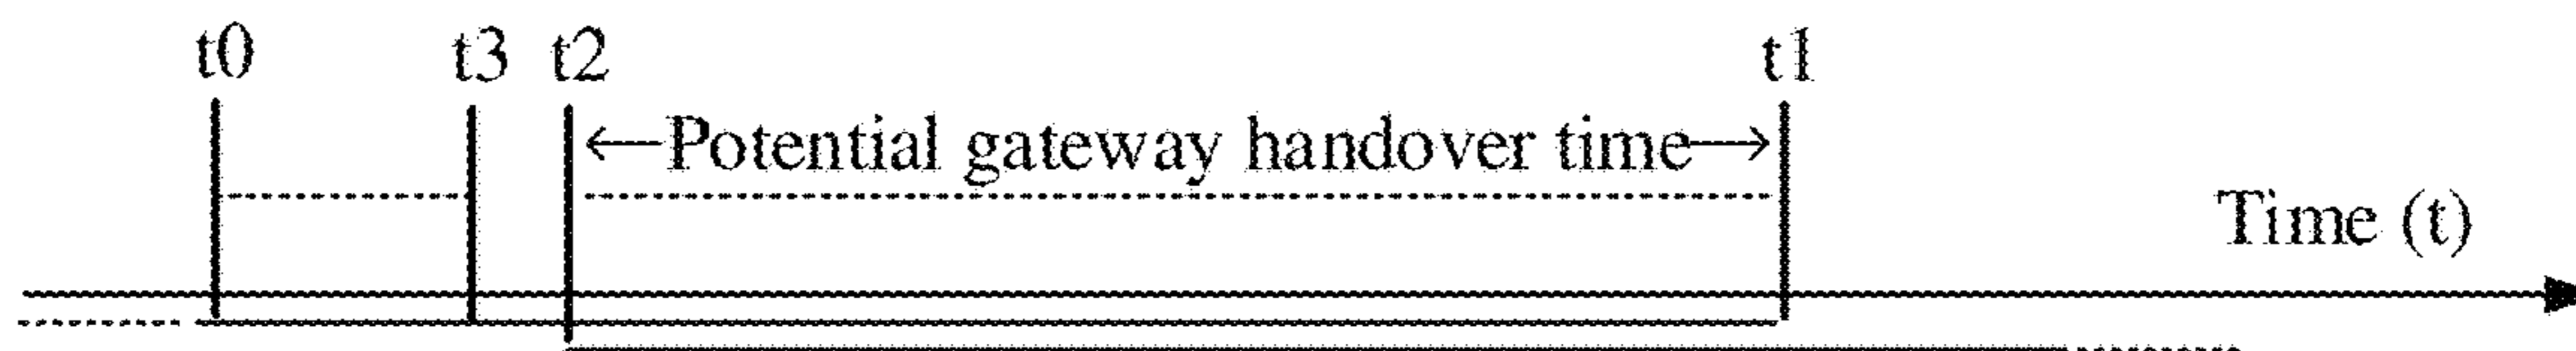 t0 t3 t2 t1
←Potential gateway handover time→
Time (t)